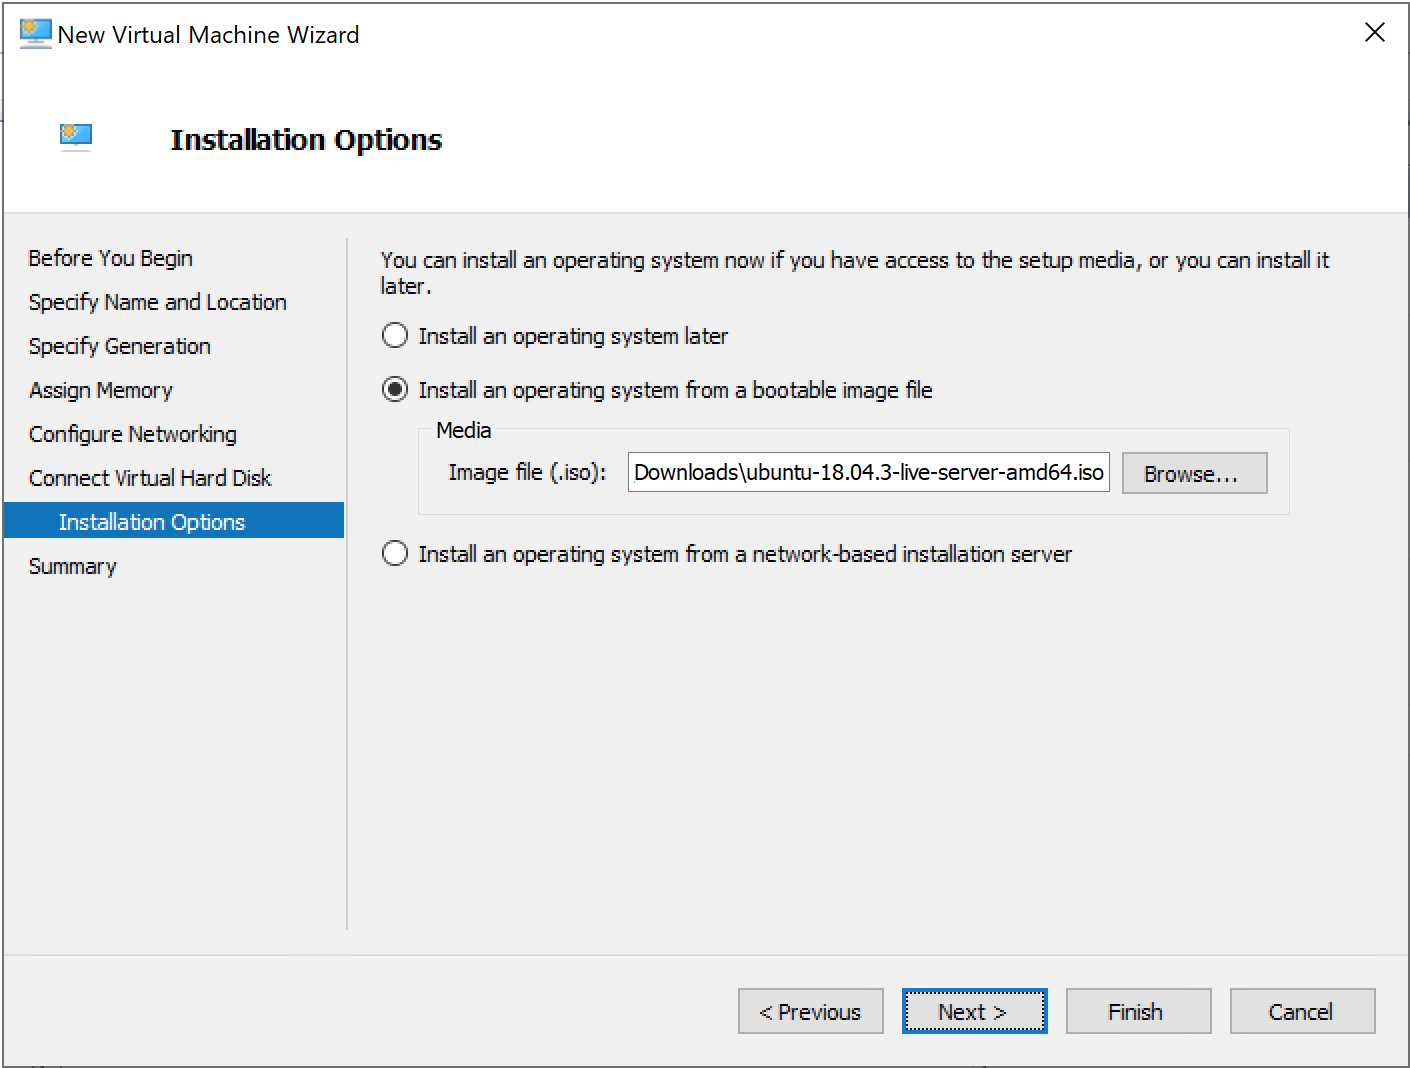 New Virtual Machine Wizard
Installation Options
Before You Begin
Specify Name and Location
Specify Generation
Assign Memory
Configure Networking
Connect Virtual Hard Disk
Installation Options
Summary
You can install an operating system now if you have access to the setup media, or you can install it
later.
Install an operating system later
Install an operating system from a bootable image file
Media
Image file (.iso): Downloads\ubuntu-18.04.3-live-server-amd64.iso Browse...
Install an operating system from a network-based installation server
< Previous Next > Finish Cancel